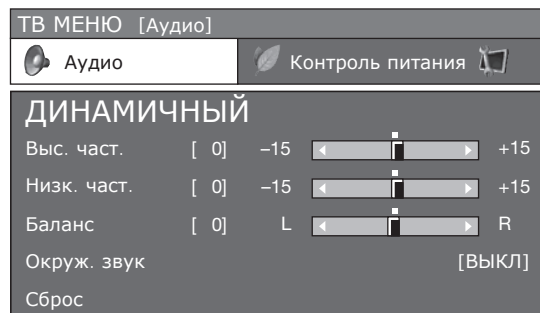 ТВ МЕНЮ [Аудио]
Аудио Контроль питания
ДИНАМИЧНЫЙ
Выс. част. [ 0] –15 +15
Низк. част. [ 0] –15 +15
Баланс [ 0] L R
Окруж. звук [ВЫКЛ]
Сброс